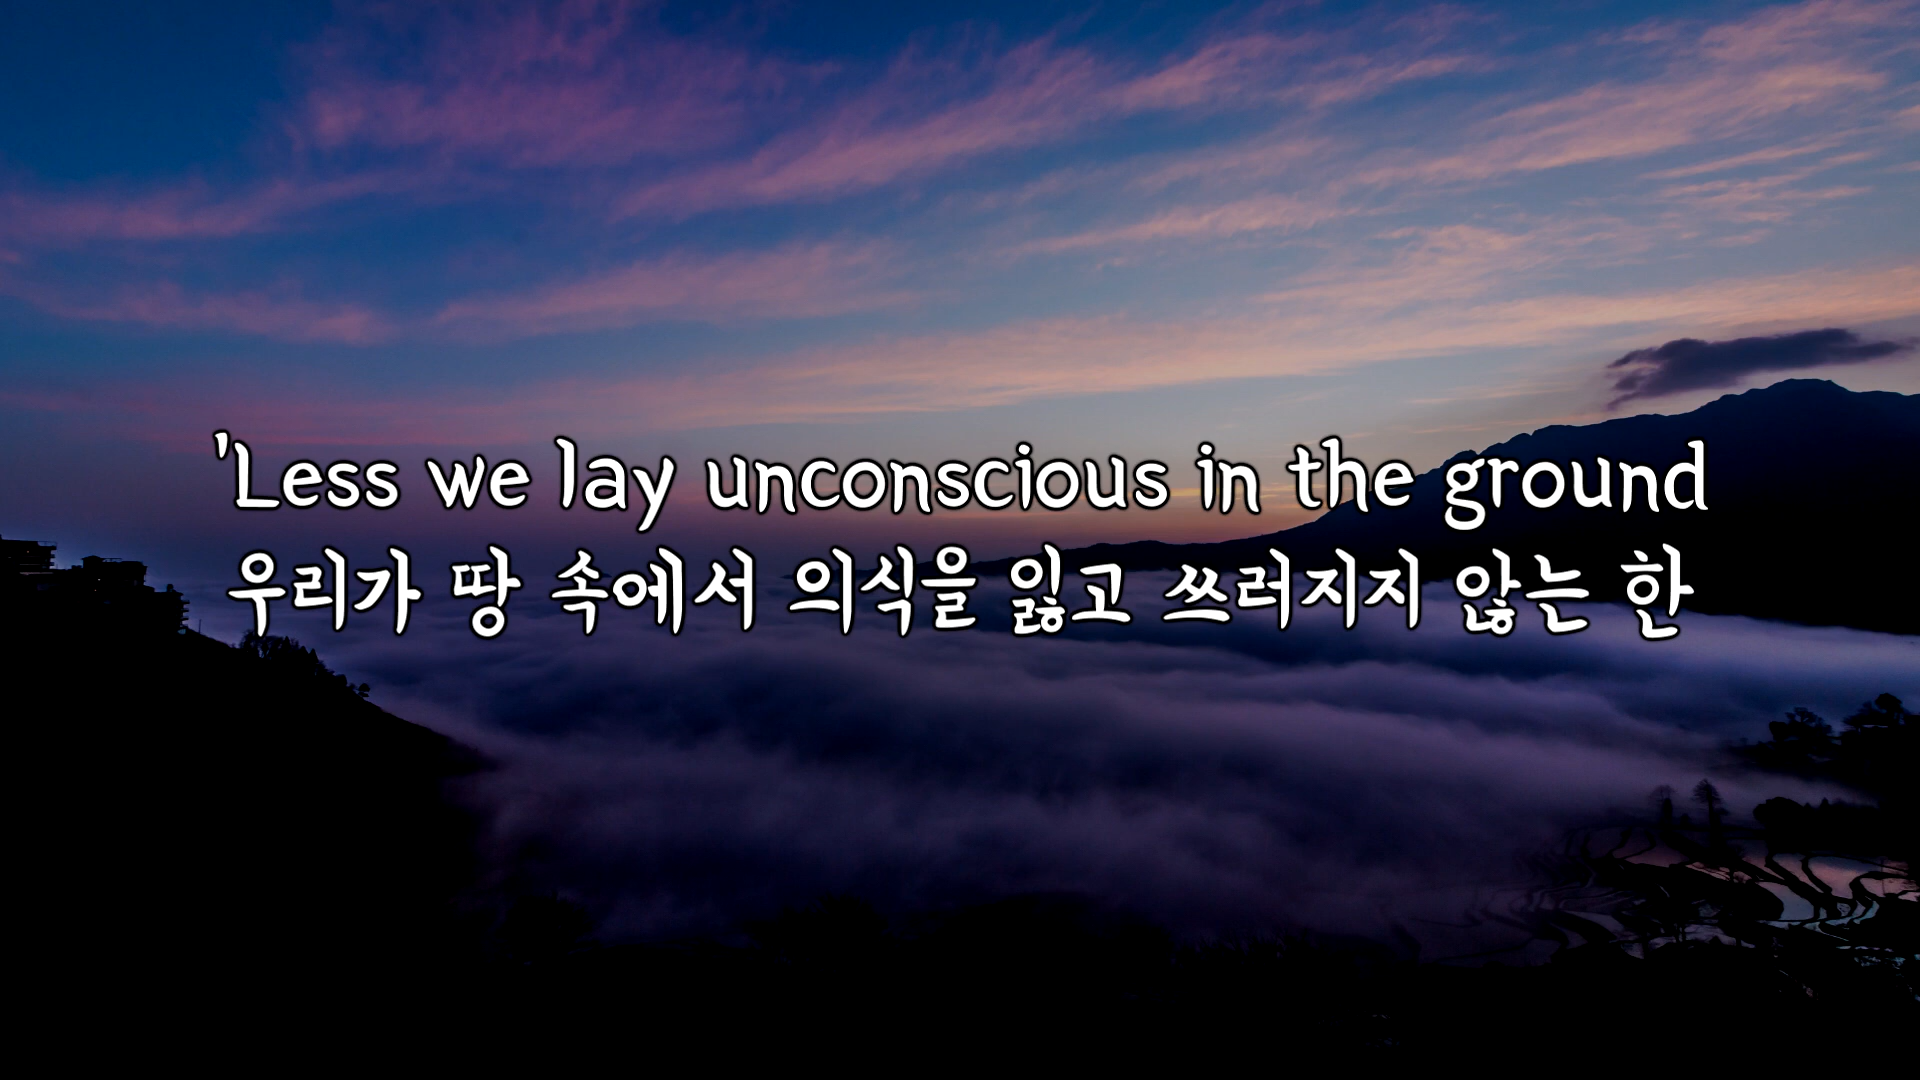 'Less we lay unconscious in the ground
우리가 땅 속에서 의식을 잃고 쓰러지지 않는 한